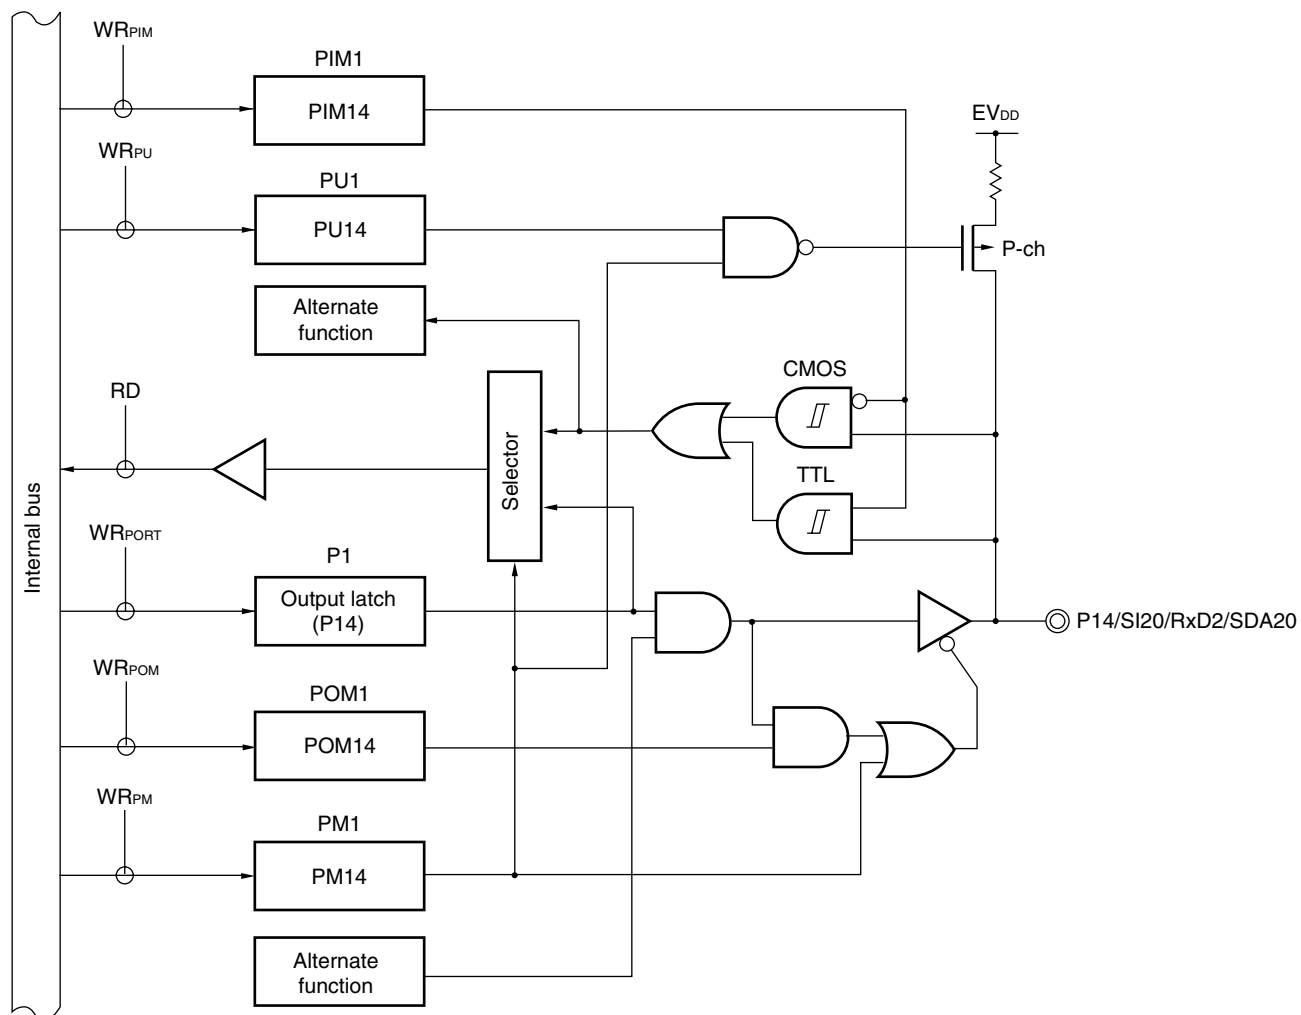 WRPIM
PIM1
PIM14
EVDD
WRPU
PU1
PU14
P-ch
Alternate
function
CMOS
RD
Selector
TTL
Internal bus
WRPORT
P1
Output latch
(P14)
P14/SI20/RxD2/SDA20
WRPOM
POM1
POM14
WRPM
PM1
PM14
Alternate
function